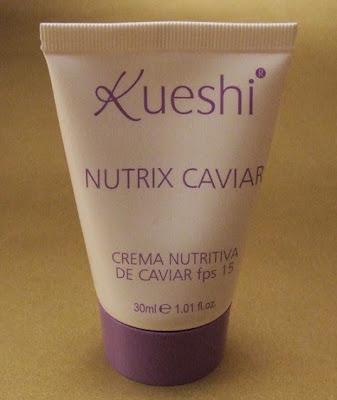 Kueshi®
NUTRIX CAVIAR
CREMA NUTRITIVA
DE CAVIAR fps 15
30ml ℮ 1.01 fl.oz.